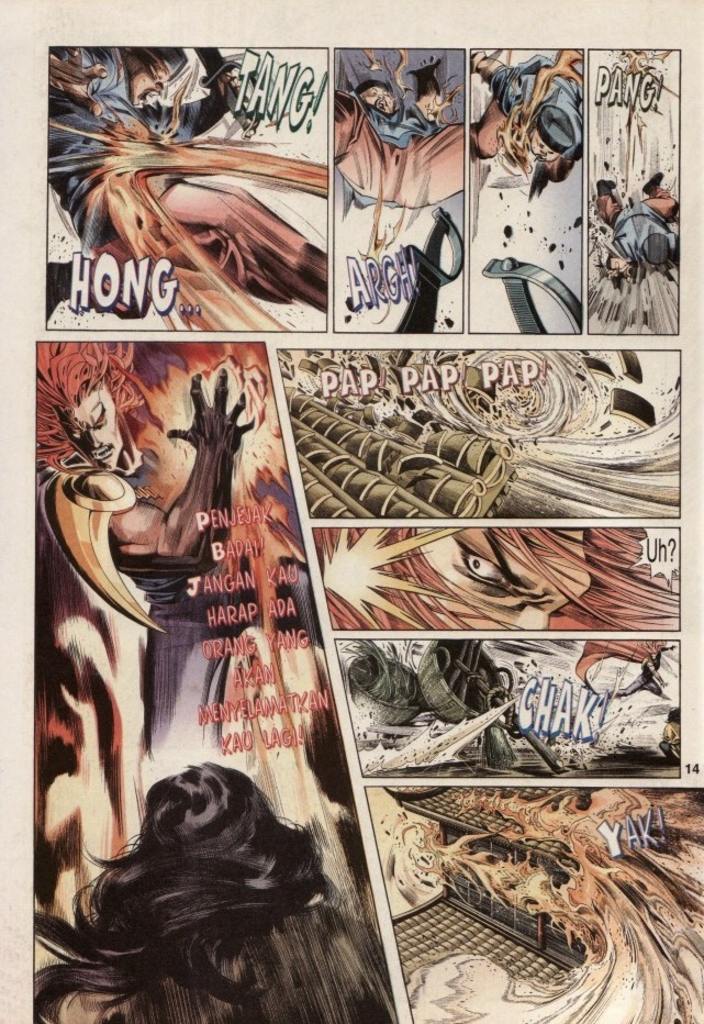 TANG!
HONG...
ARGH!
PANG!
PENJEJAK
BADAI!
JANGAN KAU
HARAP ADA
ORANG YANG
AKAN
MENYELAMATKAN
KAU LAGI!
PAP! PAP! PAP!
Uh?
CHAK!
14
YAK!